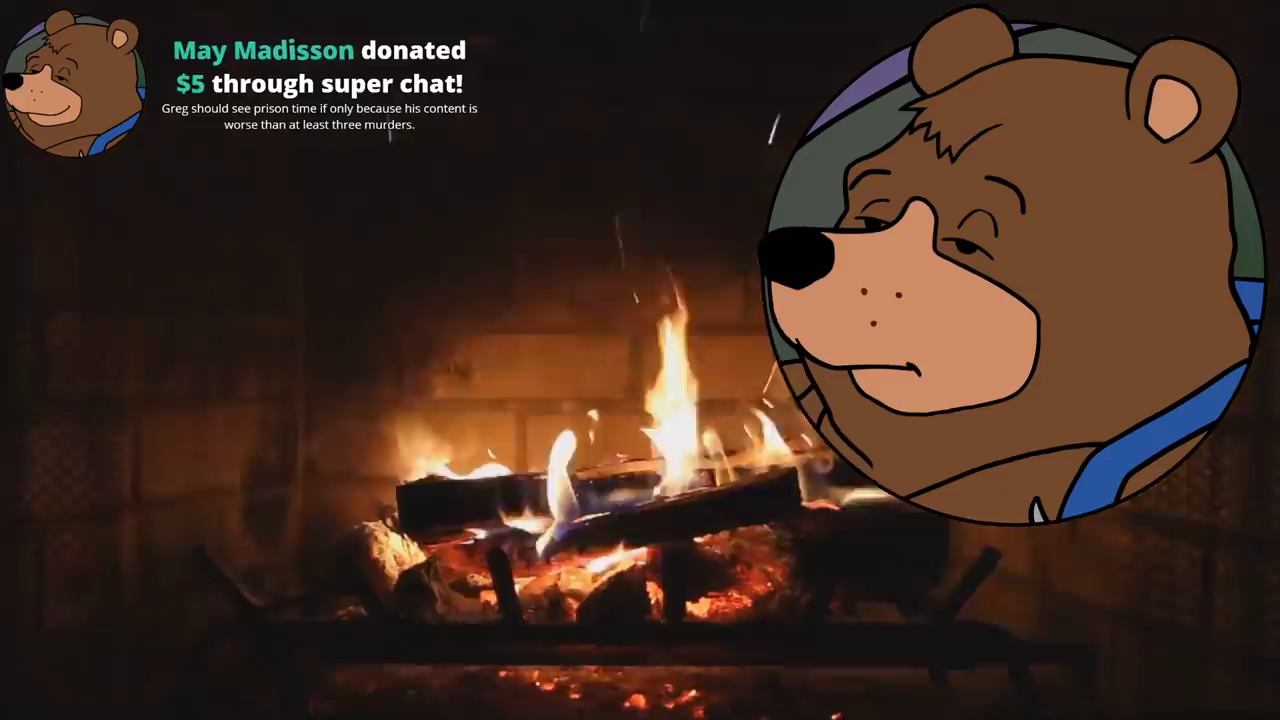 May Madisson donated
$5 through super chat!
Greg should see prison time if only because his content is
worse than at least three murders.